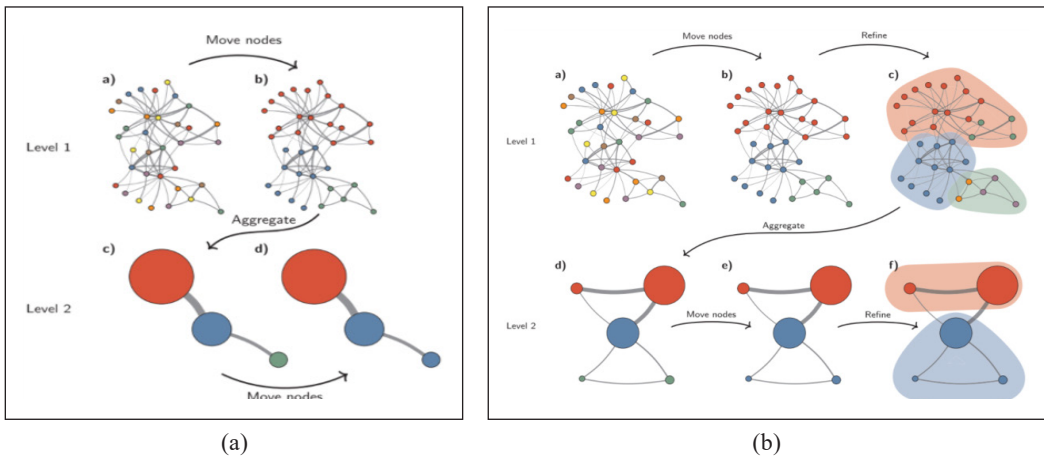 Move nodes
a)
b)
Level 1
Aggregate
c)
d)
Level 2
Move nodes
(a)
Move nodes
Refine
a)
b)
c)
Level 1
Aggregate
d)
e)
f)
Level 2
Move nodes
Refine
(b)